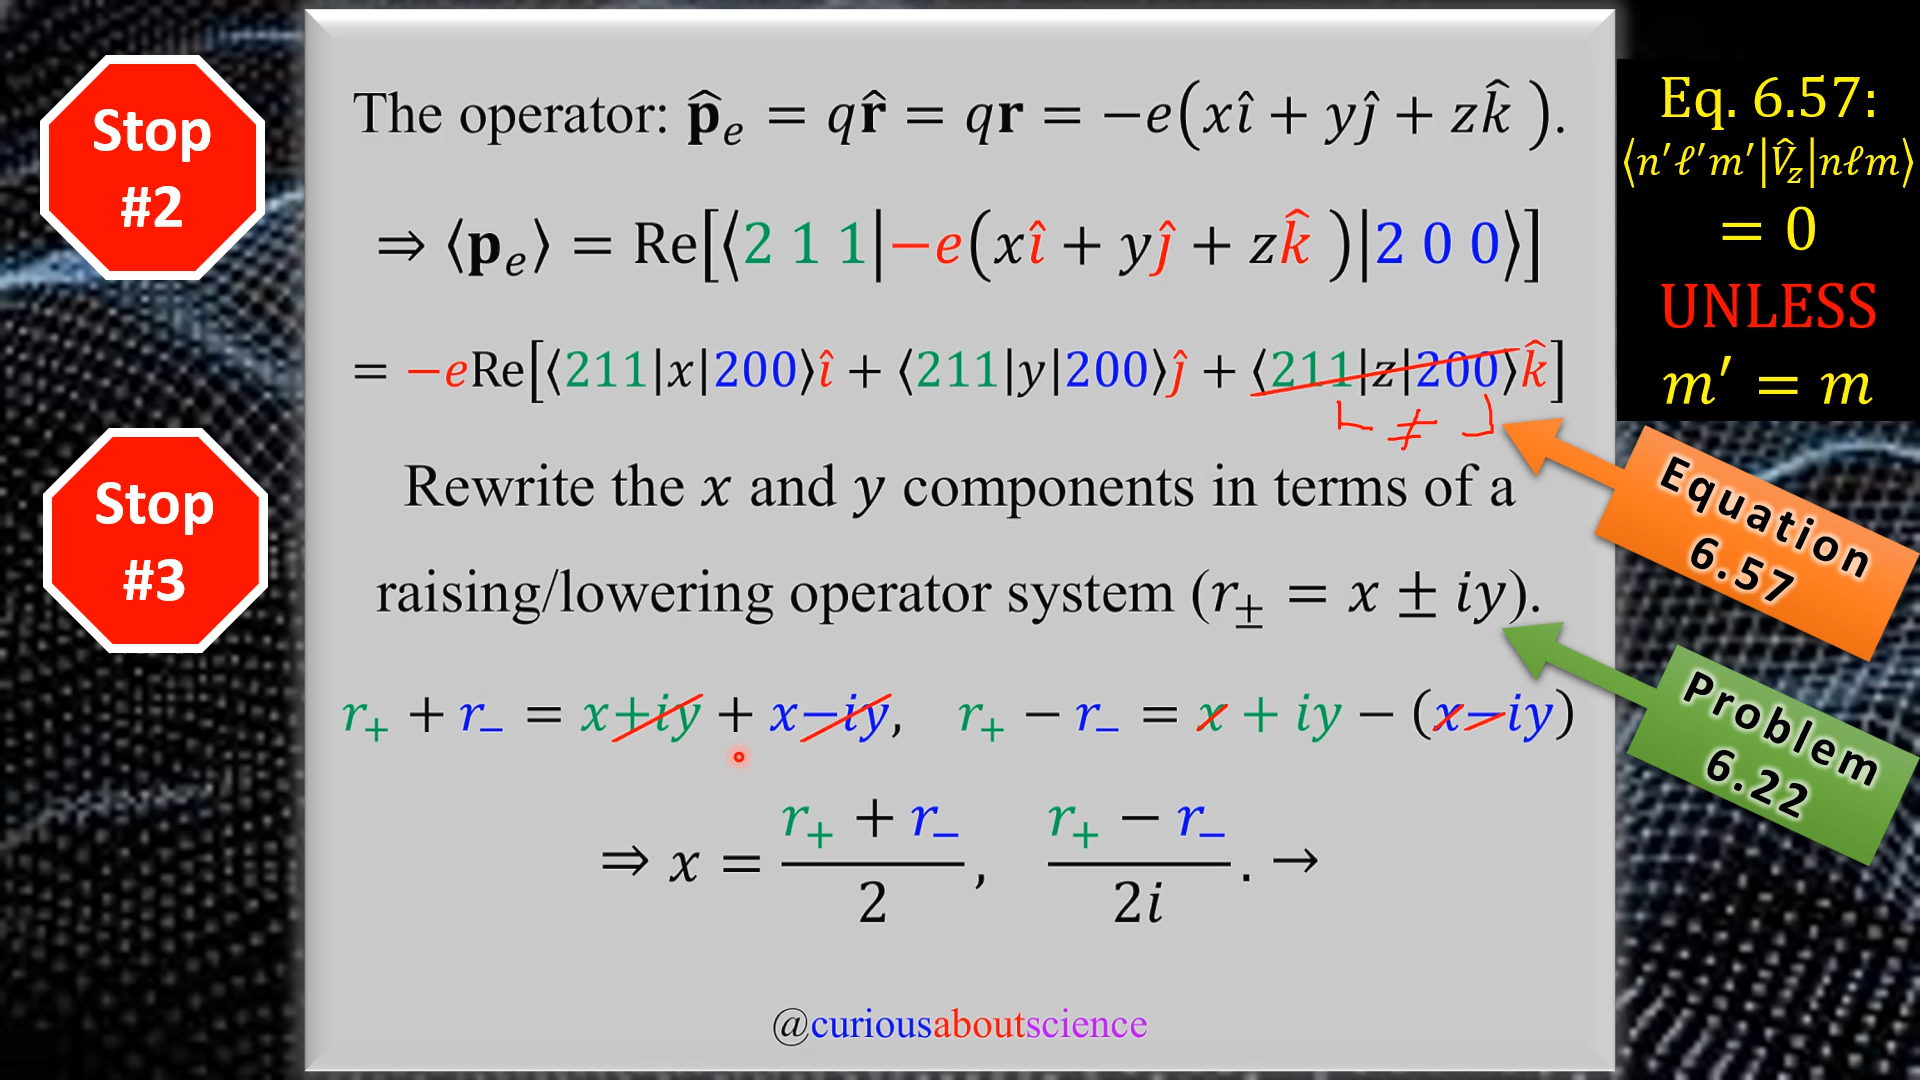 Stop
#2
Stop
#3
The operator: p̂ₑ = qr̂ = qr = −e(xî + yĵ + zk̂ ).
⇒ ⟨pₑ⟩ = Re[⟨2 1 1|−e(xî + yĵ + zk̂ )|2 0 0⟩]
= −eRe[⟨211|x|200⟩î + ⟨211|y|200⟩ĵ + ⟨211|z|200⟩k̂]
≠
Rewrite the x and y components in terms of a
raising/lowering operator system (r± = x ± iy).
r₊ + r₋ = x+iy + x−iy, r₊ − r₋ = x + iy − (x−iy)
⇒ x = (r₊ + r₋)/2, (r₊ − r₋)/2i. →
@curiousaboutscience
Eq. 6.57:
⟨n′ℓ′m′|V̂_z|nℓm⟩
= 0
UNLESS
m′ = m
Equation
6.57
Problem
6.22